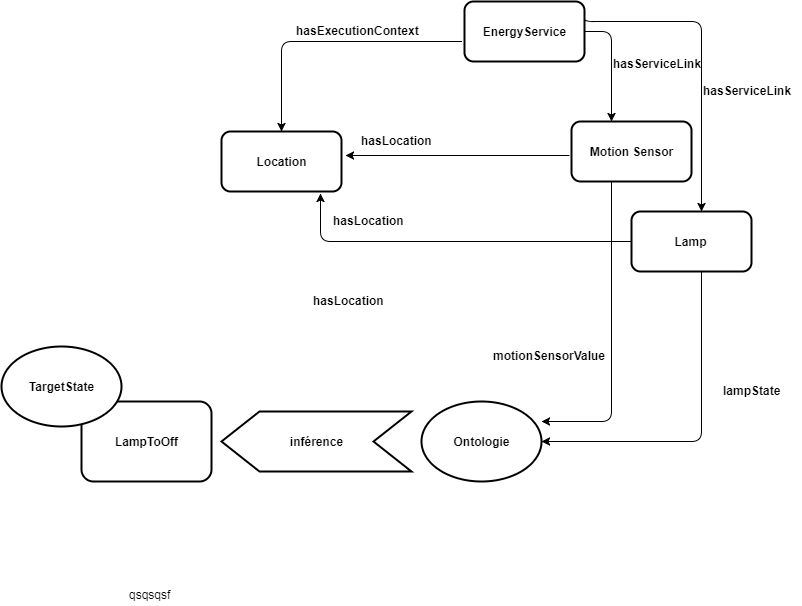 EnergyService
hasExecutionContext
hasServiceLink
hasServiceLink
hasLocation
Motion Sensor
Location
hasLocation
Lamp
hasLocation
motionSensorValue
TargetState
lampState
LampToOff
inférence
Ontologie
qsqsqsf